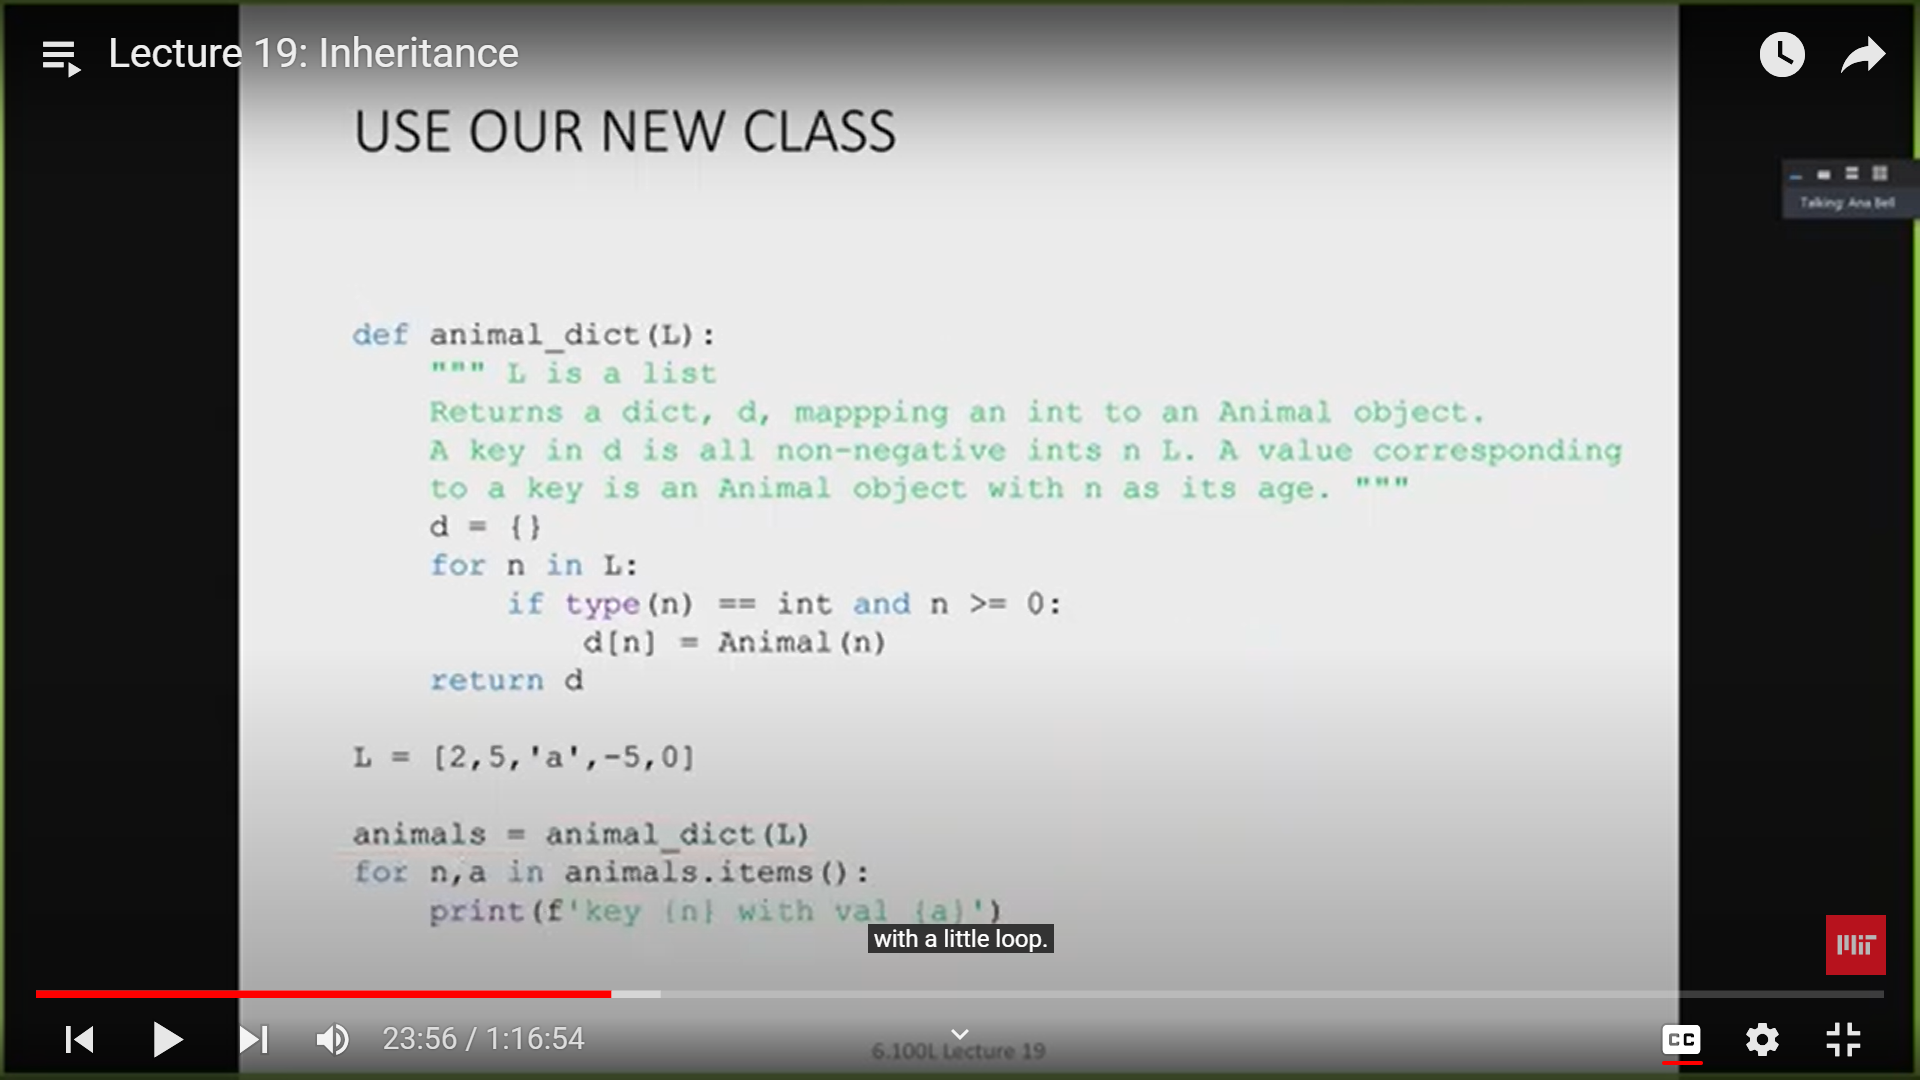 Lecture 19: Inheritance
USE OUR NEW CLASS
Talking: Ana Bell
def animal_dict(L):
""" L is a list
Returns a dict, d, mappping an int to an Animal object.
A key in d is all non-negative ints n L. A value corresponding
to a key is an Animal object with n as its age. """
d = {}
for n in L:
if type(n) == int and n >= 0:
d[n] = Animal(n)
return d
L = [2,5,'a',-5,0]
animals = animal_dict(L)
for n,a in animals.items():
print(f'key {n} with val {a}')
with a little loop.
MIT
23:56 / 1:16:54
6.100L Lecture 19
CC